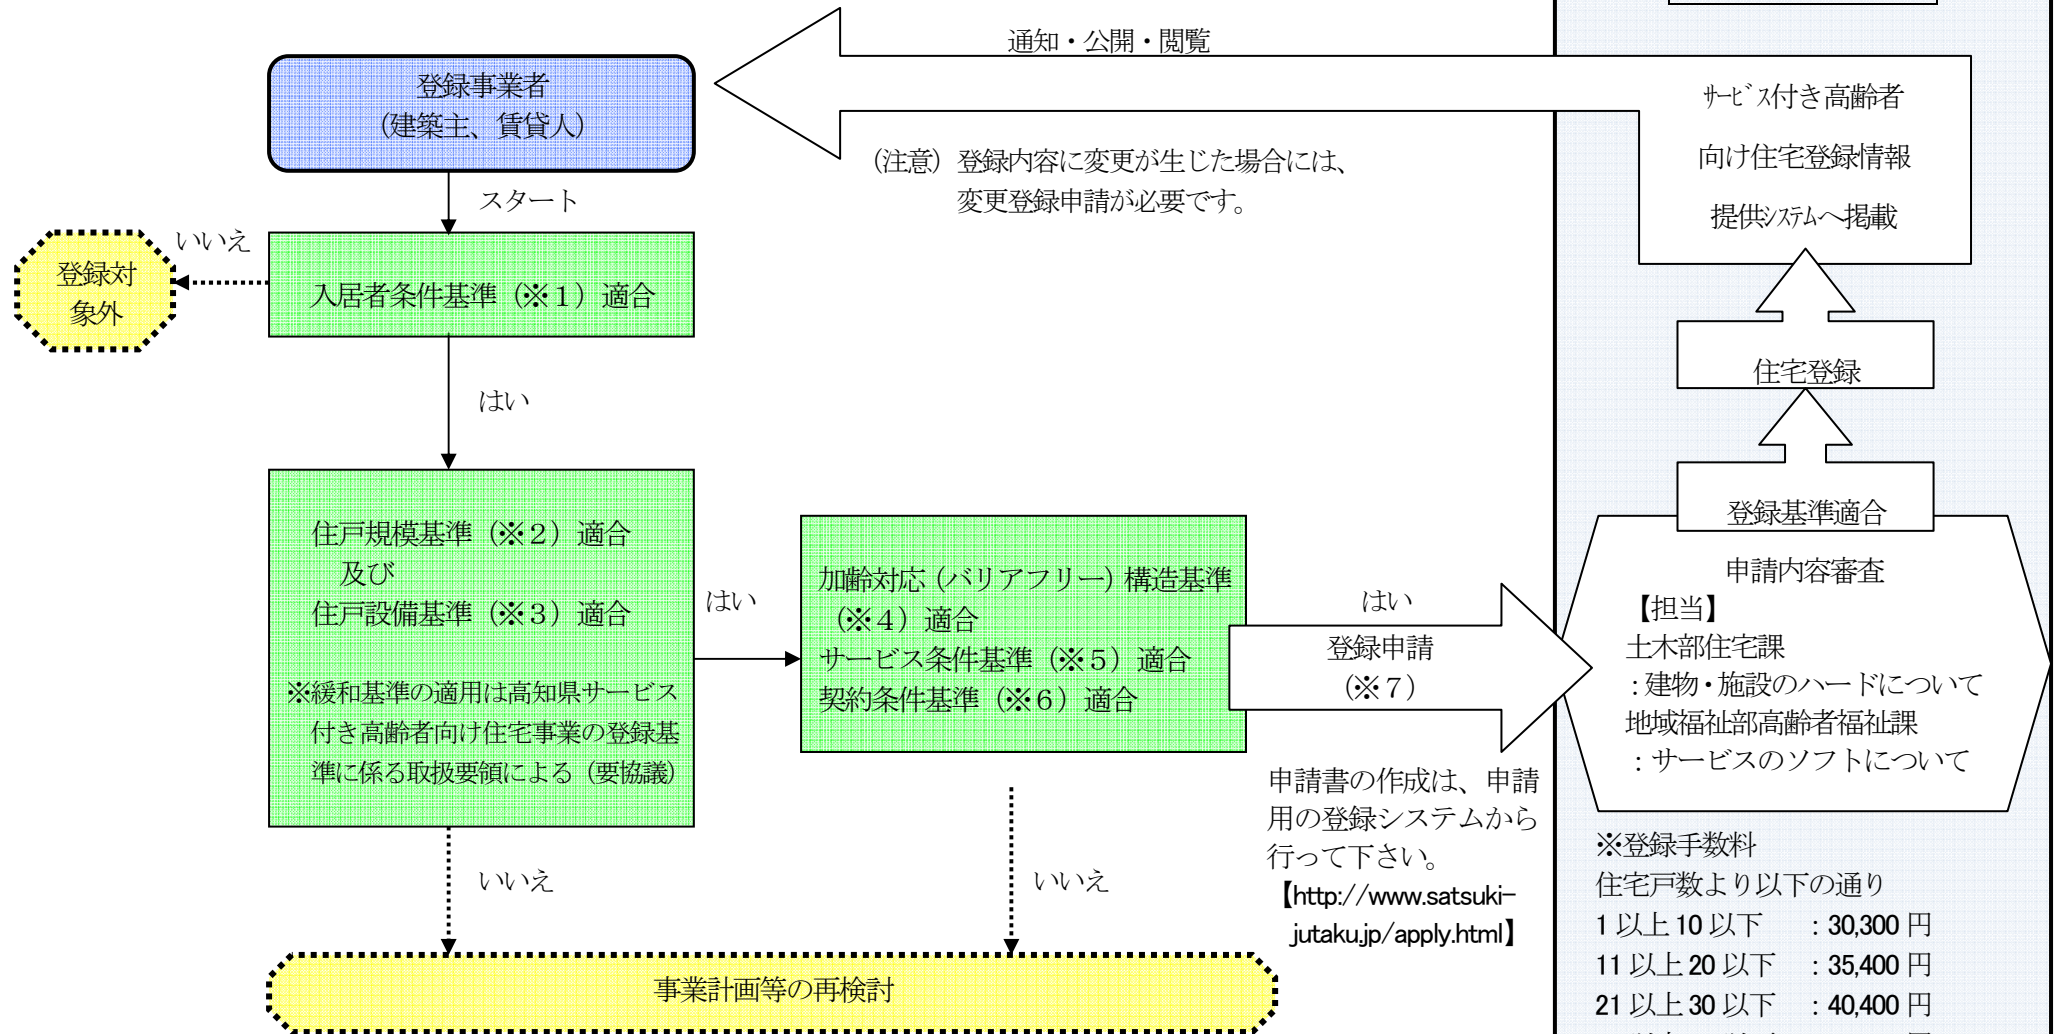 通知・公開・閲覧
登録事業者
（建築主、賃貸人）
サービス付き高齢者
向け住宅登録情報
提供システムへ掲載
（注意）登録内容に変更が生じた場合には、
変更登録申請が必要です。
スタート
いいえ
登録対
象外
入居者条件基準（※１）適合
住宅登録
はい
登録基準適合
住戸規模基準（※２）適合
及び
住戸設備基準（※３）適合
※緩和基準の適用は高知県サービス
付き高齢者向け住宅事業の登録基
準に係る取扱要領による（要協議）
はい
加齢対応（バリアフリー）構造基準
（※４）適合
サービス条件基準（※５）適合
契約条件基準（※６）適合
はい
登録申請
（※７）
申請内容審査
【担当】
土木部住宅課
：建物・施設のハードについて
地域福祉部高齢者福祉課
：サービスのソフトについて
申請書の作成は、申請
用の登録システムから
行って下さい。
【http://www.satsuki-
jutaku.jp/apply.html】
いいえ
いいえ
事業計画等の再検討
※登録手数料
住宅戸数より以下の通り
1 以上 10 以下　：30,300 円
11 以上 20 以下　：35,400 円
21 以上 30 以下　：40,400 円